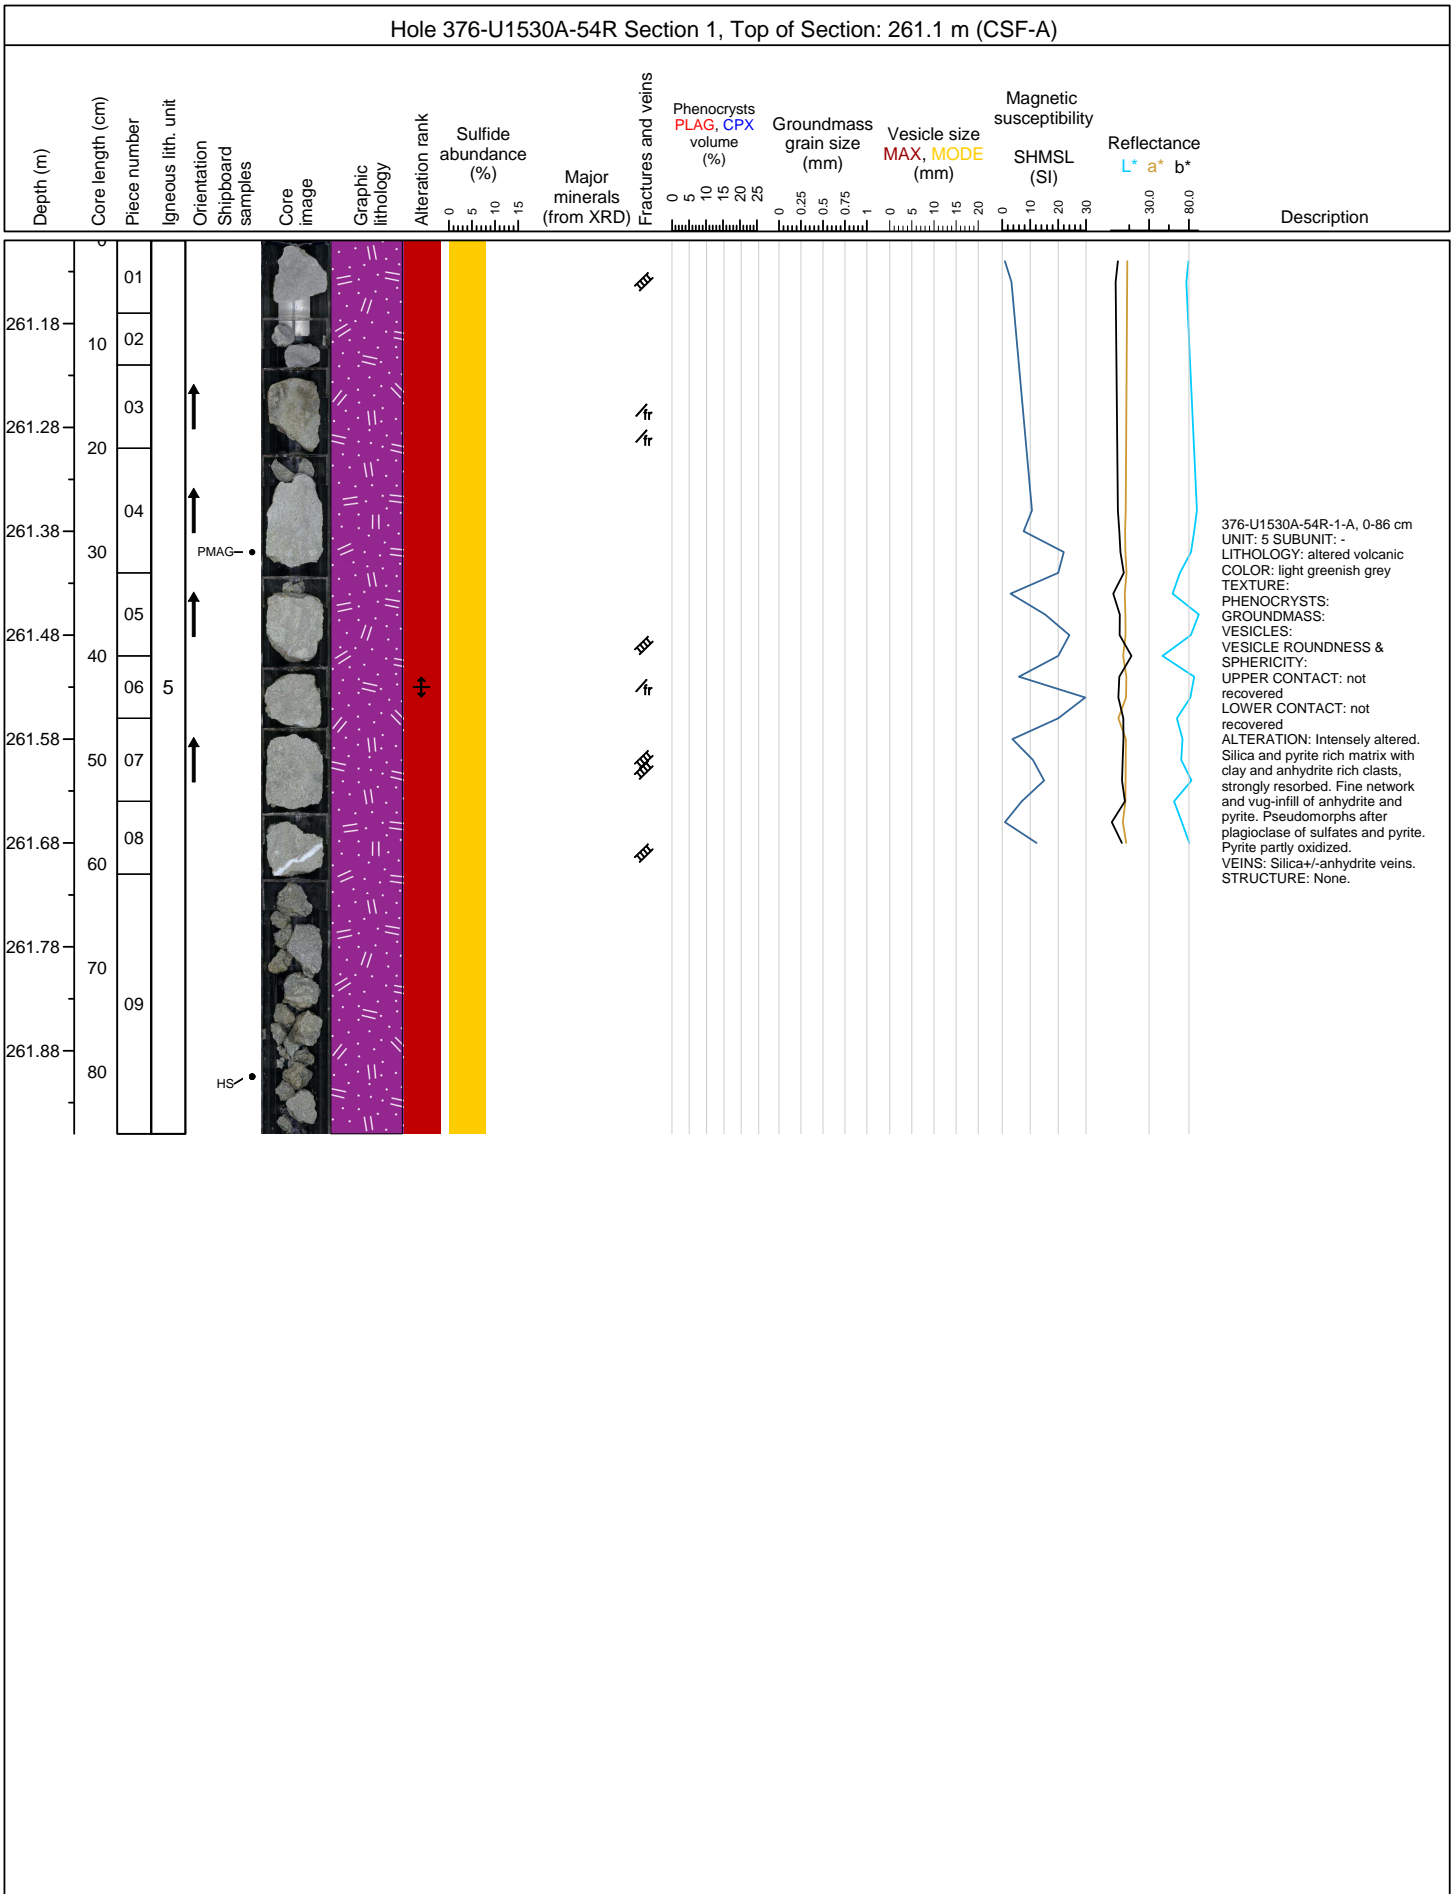 Hole 376-U1530A-54R Section 1, Top of Section: 261.1 m (CSF-A)
Depth (m)
Core length (cm)
Piece number
Igneous lith. unit
Orientation
Shipboard
samples
Core
image
Graphic
lithology
Alteration rank
Sulfide
abundance
(%)
0 5 10 15
Major
minerals
(from XRD)
Fractures and veins
Phenocrysts
PLAG, CPX
volume
(%)
0 5 10 15 20 25
Groundmass
grain size
(mm)
0 0.25 0.5 0.75 1
Vesicle size
MAX, MODE
(mm)
0 5 10 15 20
Magnetic
susceptibility
SHMSL
(SI)
0 10 20 30
Reflectance
L* a* b*
30.0 80.0
Description
0
01
261.18
10
02
03
fr
261.28
20
fr
04
261.38
30
PMAG
05
261.48
40
06
5
fr
261.58
50
07
08
261.68
60
261.78
70
09
261.88
80
HS
376-U1530A-54R-1-A, 0-86 cm
UNIT: 5 SUBUNIT: -
LITHOLOGY: altered volcanic
COLOR: light greenish grey
TEXTURE:
PHENOCRYSTS:
GROUNDMASS:
VESICLES:
VESICLE ROUNDNESS &
SPHERICITY:
UPPER CONTACT: not
recovered
LOWER CONTACT: not
recovered
ALTERATION: Intensely altered.
Silica and pyrite rich matrix with
clay and anhydrite rich clasts,
strongly resorbed. Fine network
and vug-infill of anhydrite and
pyrite. Pseudomorphs after
plagioclase of sulfates and pyrite.
Pyrite partly oxidized.
VEINS: Silica+/-anhydrite veins.
STRUCTURE: None.